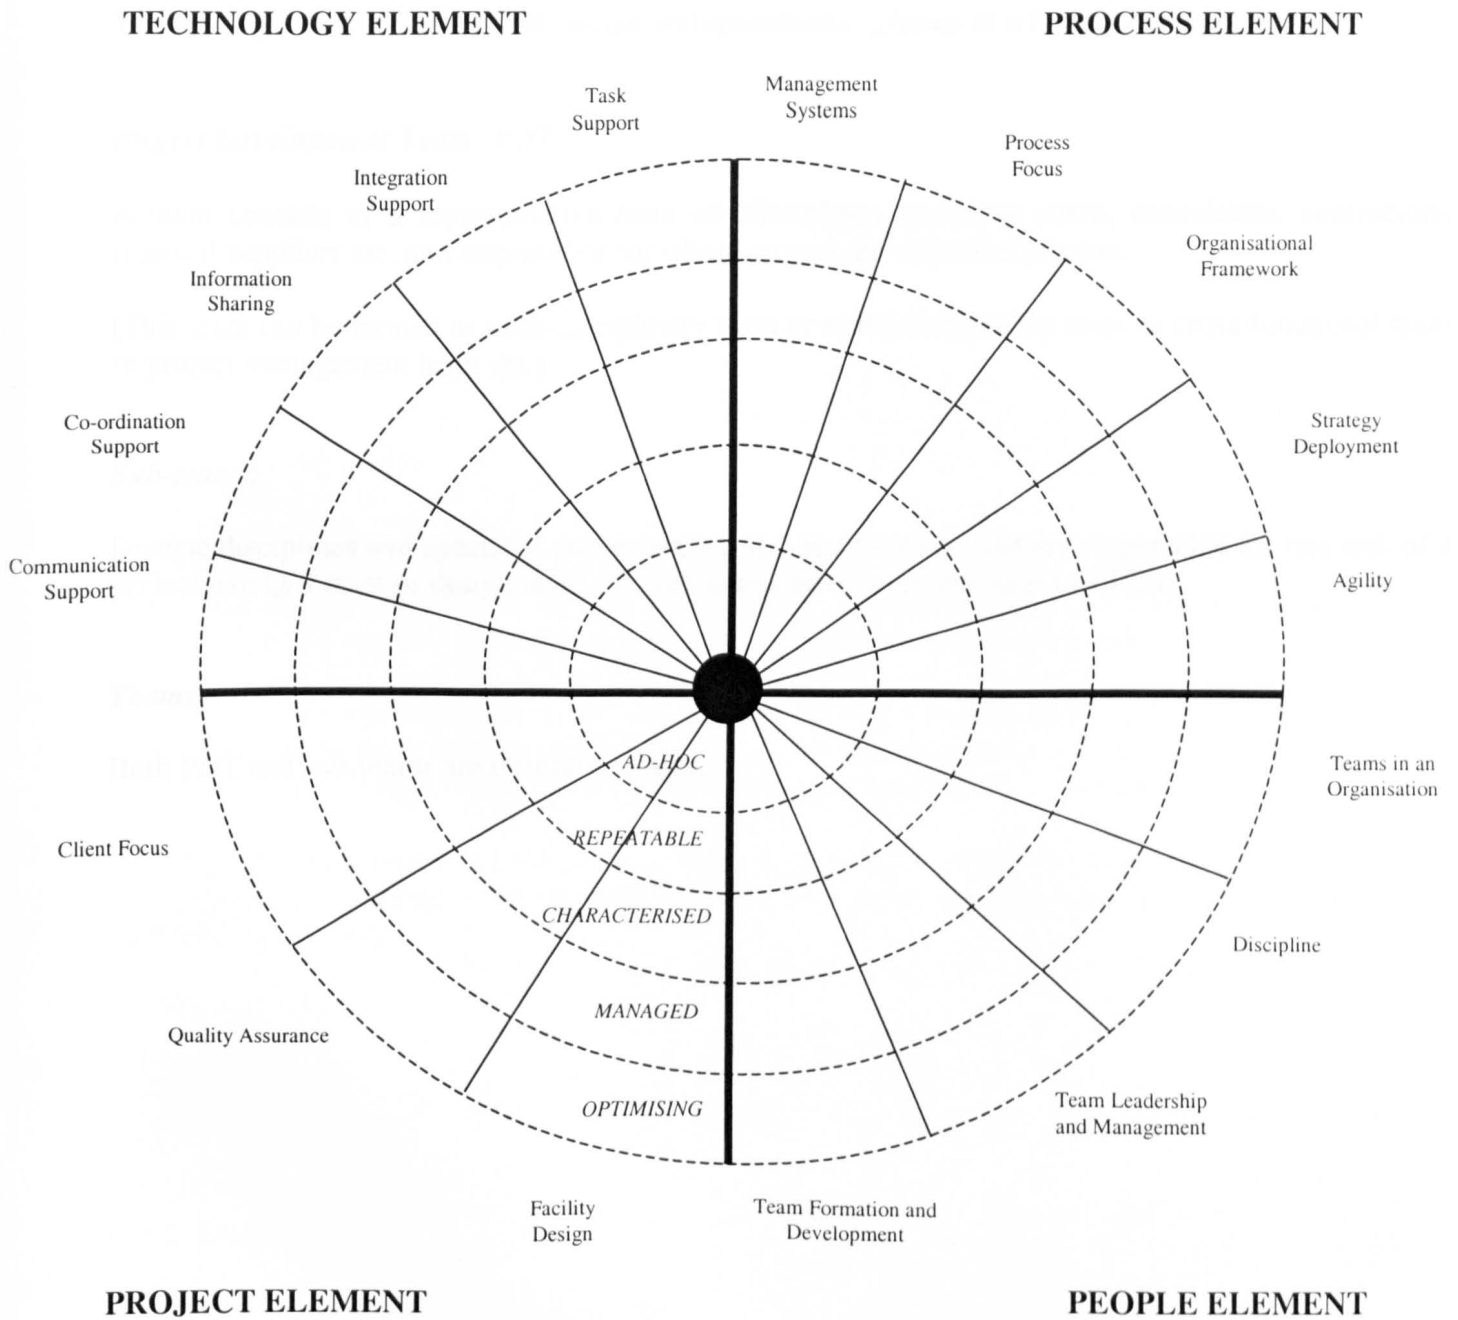 TECHNOLOGY ELEMENT
PROCESS ELEMENT
Task
Support
Management
Systems
Process
Focus
Integration
Support
Organisational
Framework
Information
Sharing
Strategy
Deployment
Co-ordination
Support
Agility
Communication
Support
Teams in an
Organisation
AD-HOC
REPEATABLE
CHARACTERISED
MANAGED
OPTIMISING
Client Focus
Discipline
Quality Assurance
Team Leadership
and Management
Facility
Design
Team Formation and
Development
PROJECT ELEMENT
PEOPLE ELEMENT